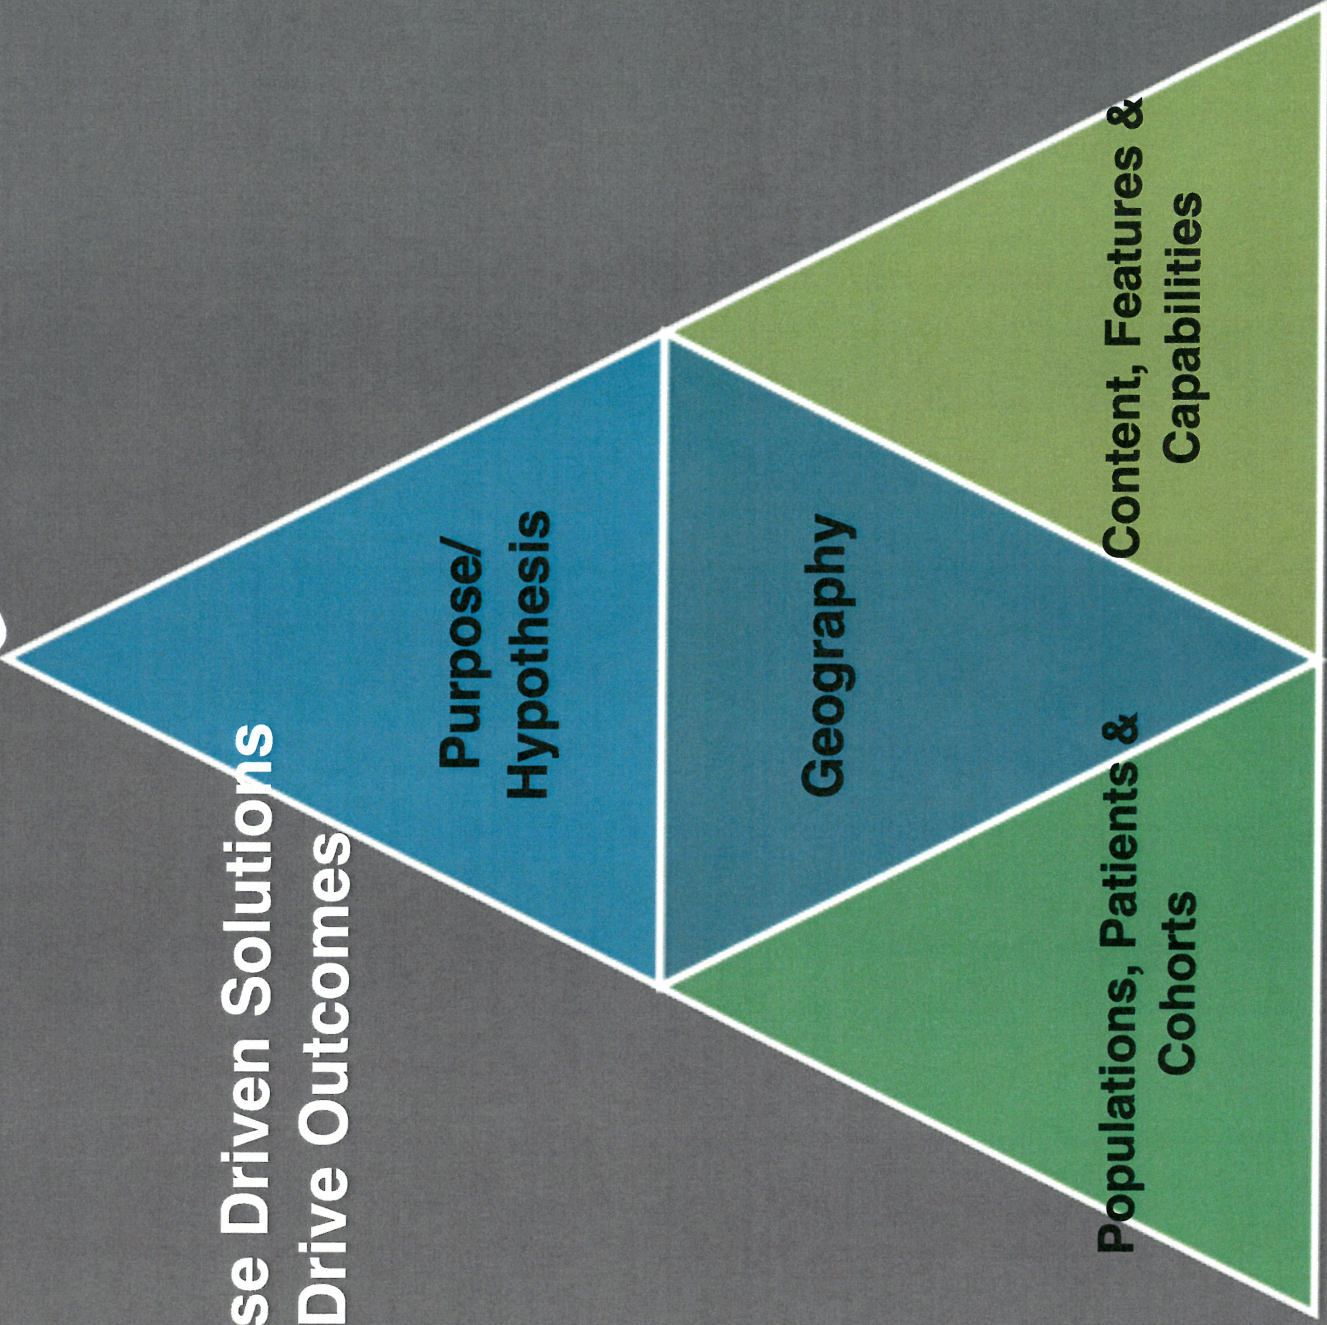 se Driven Solutions
Drive Outcomes
Purpose/
Hypothesis
Geography
Populations, Patients &
Cohorts
Content, Features &
Capabilities